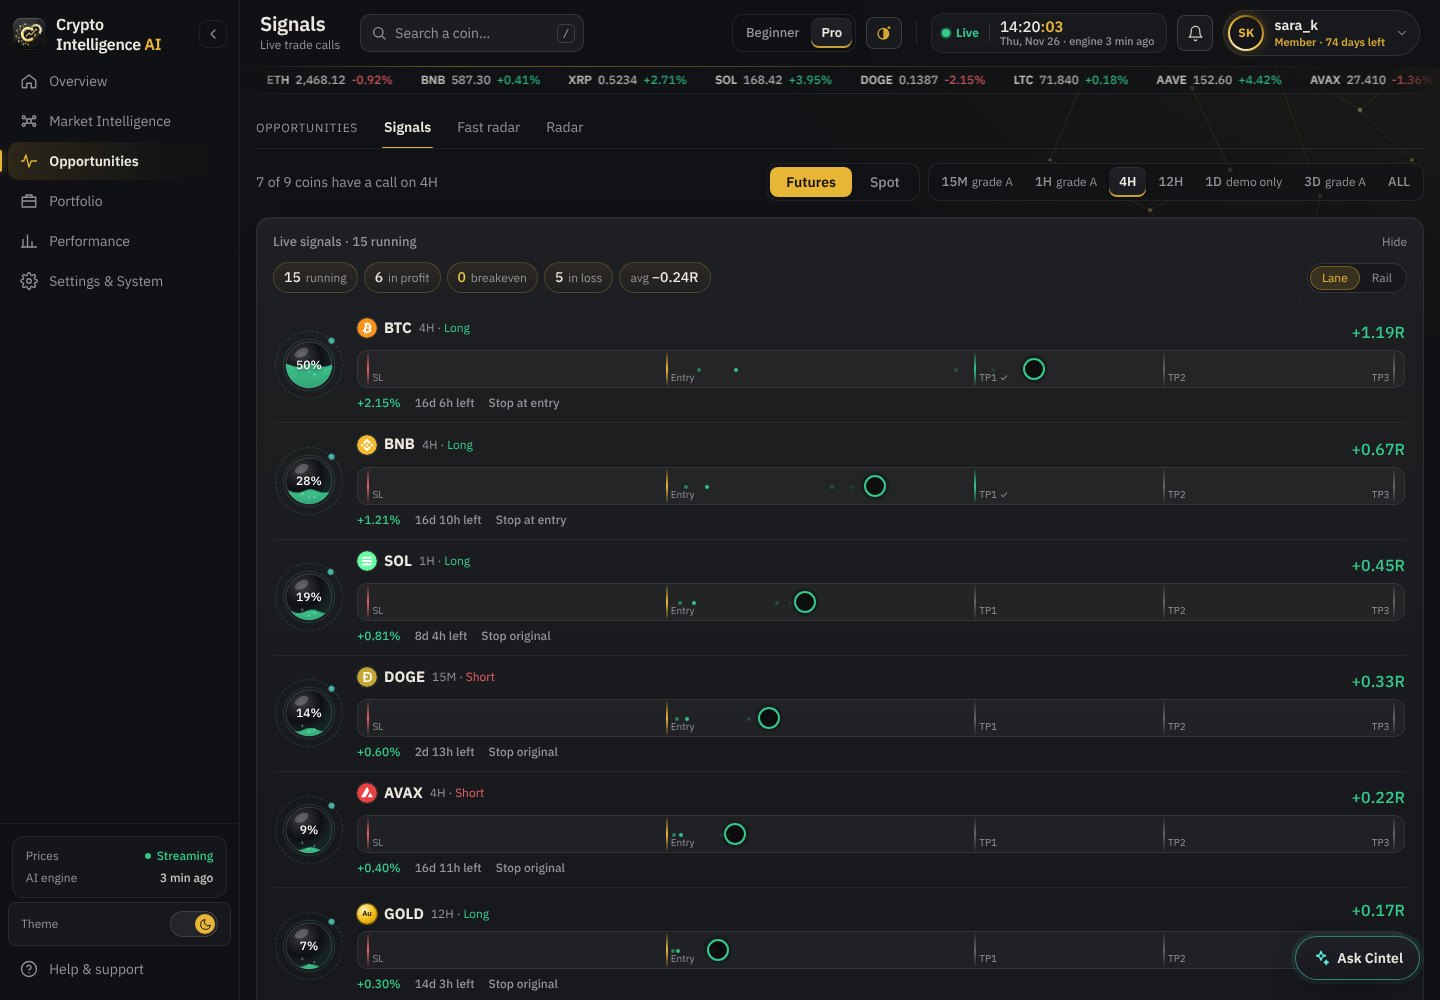 Crypto
Intelligence AI
Overview
Market Intelligence
Opportunities
Portfolio
Performance
Settings & System
Prices
Streaming
AI engine
3 min ago
Theme
Help & support
Signals
Live trade calls
Search a coin...
/
Beginner
Pro
Live
14:20:03
Thu, Nov 26 · engine 3 min ago
SK
sara_k
Member · 74 days left
ETH 2,468.12 -0.92% BNB 587.30 +0.41% XRP 0.5234 +2.71% SOL 168.42 +3.95% DOGE 0.1387 -2.15% LTC 71.840 +0.18% AAVE 152.60 +4.42% AVAX 27.410 -1.36%
OPPORTUNITIES Signals Fast radar Radar
7 of 9 coins have a call on 4H
Futures Spot
15M grade A 1H grade A 4H 12H 1D demo only 3D grade A ALL
Live signals · 15 running
Hide
15 running 6 in profit 0 breakeven 5 in loss avg −0.24R
Lane Rail
50%
BTC 4H · Long
+1.19R
SL Entry TP1 ✓ TP2 TP3
+2.15% 16d 6h left Stop at entry
28%
BNB 4H · Long
+0.67R
SL Entry TP1 ✓ TP2 TP3
+1.21% 16d 10h left Stop at entry
19%
SOL 1H · Long
+0.45R
SL Entry TP1 TP2 TP3
+0.81% 8d 4h left Stop original
14%
DOGE 15M · Short
+0.33R
SL Entry TP1 TP2 TP3
+0.60% 2d 13h left Stop original
9%
AVAX 4H · Short
+0.22R
SL Entry TP1 TP2 TP3
+0.40% 16d 11h left Stop original
7%
Au
GOLD 12H · Long
+0.17R
SL Entry TP1 TP2
+0.30% 14d 3h left Stop original
Ask Cintel